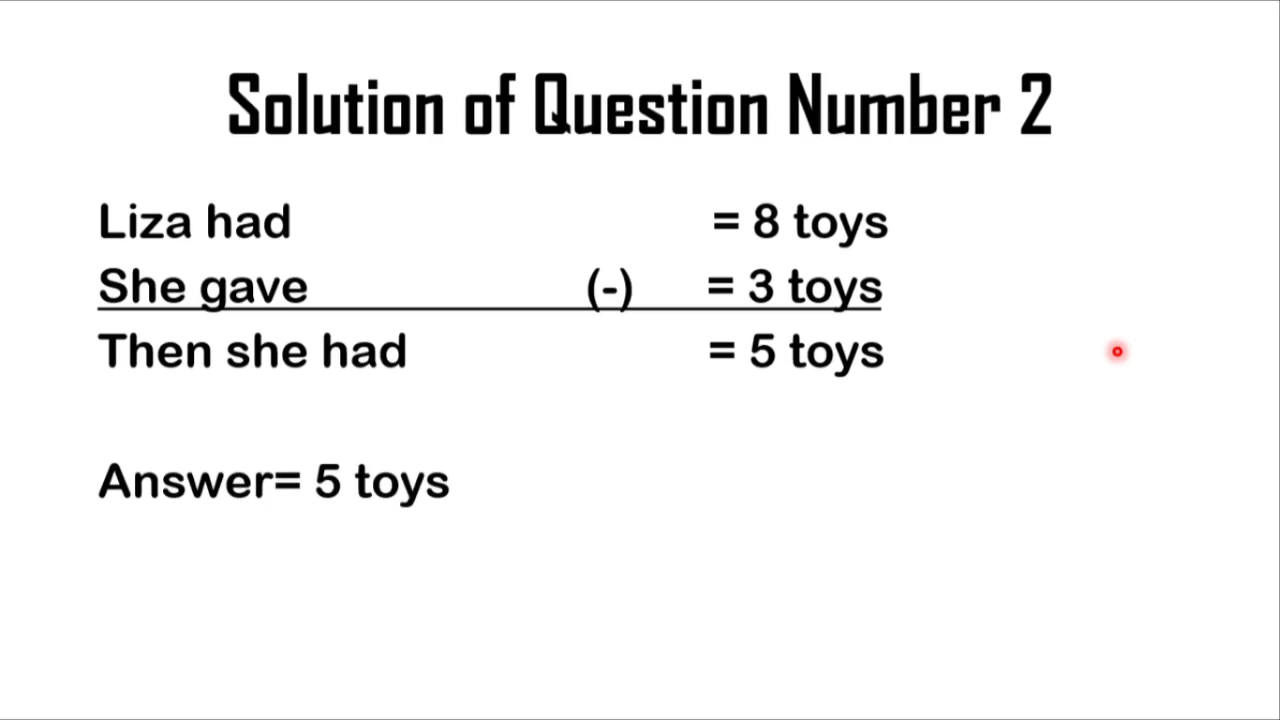 Solution of Question Number 2
Liza had = 8 toys
She gave (-) = 3 toys
Then she had = 5 toys
Answer= 5 toys